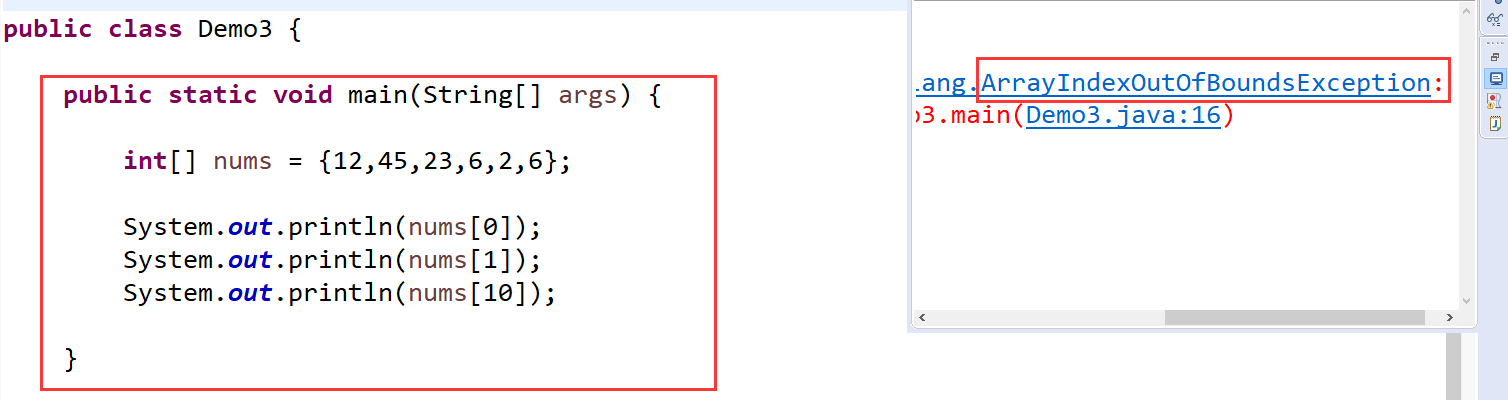 public class Demo3 {
public static void main(String[] args) {
int[] nums = {12,45,23,6,2,6};
System.out.println(nums[0]);
System.out.println(nums[1]);
System.out.println(nums[10]);
}
lang.ArrayIndexOutOfBoundsException:
o3.main(Demo3.java:16)